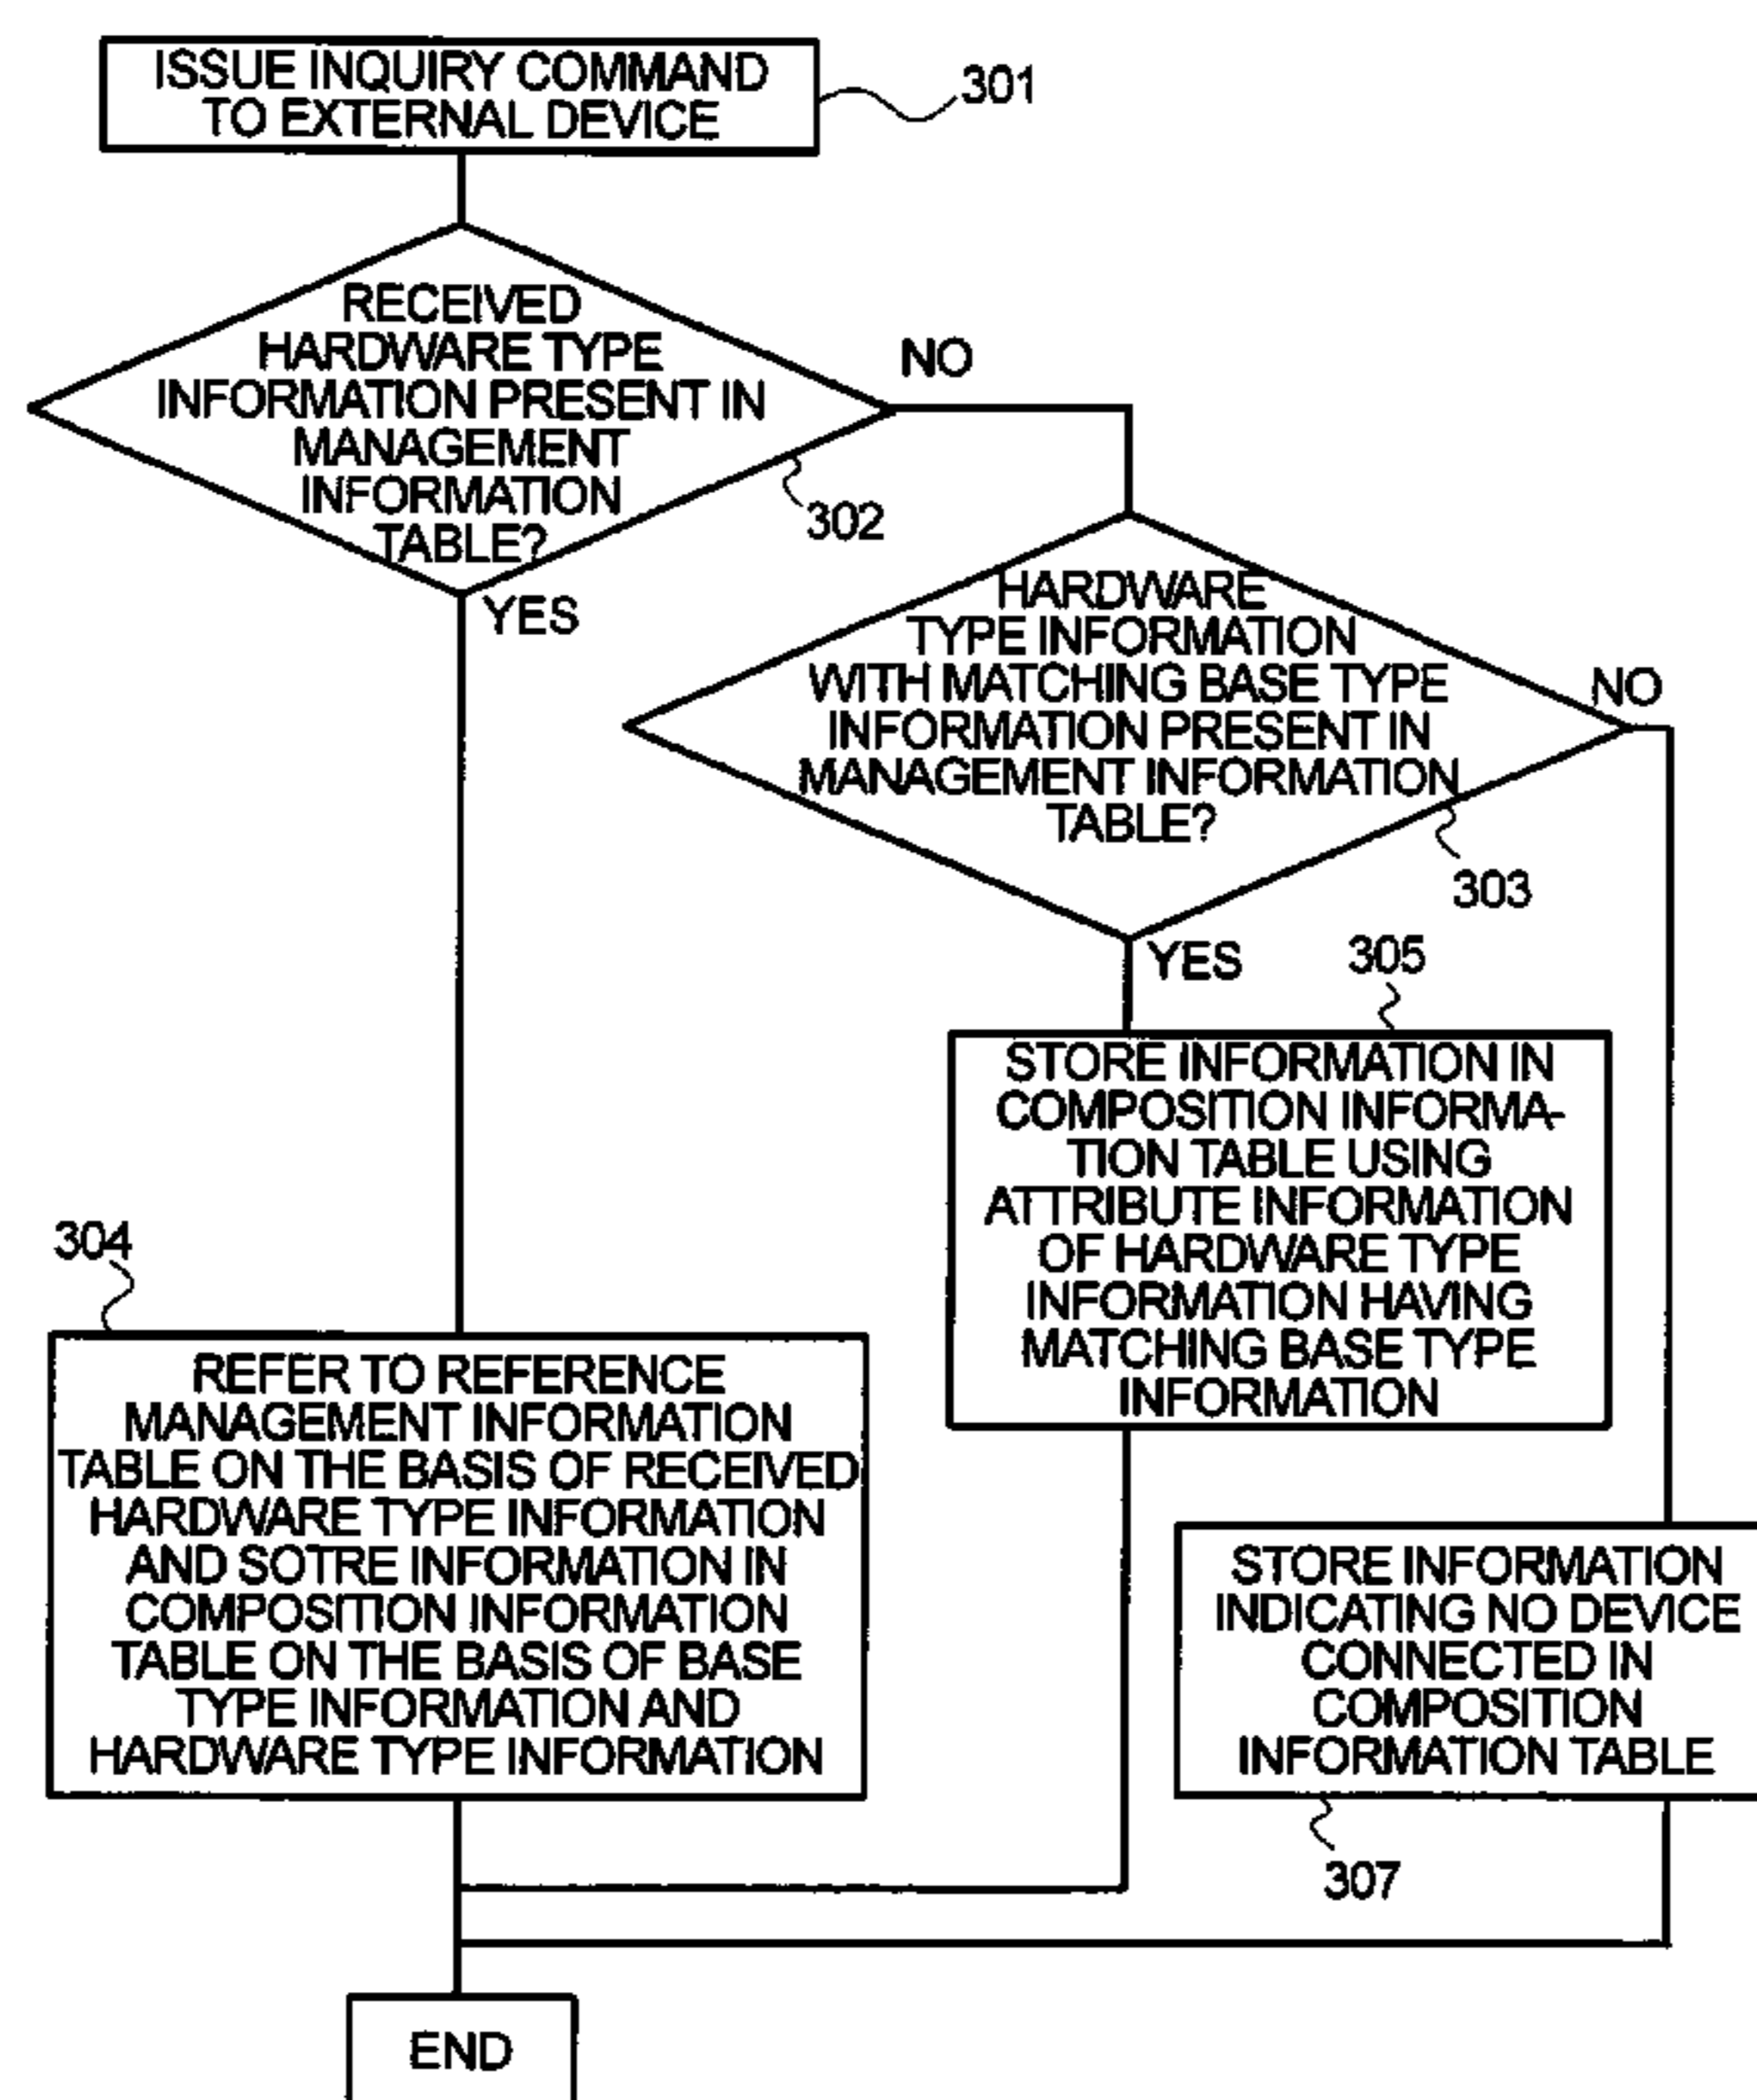 ISSUE INQUIRY COMMAND
TO EXTERNAL DEVICE
301
RECEIVED
HARDWARE TYPE
INFORMATION PRESENT IN
MANAGEMENT
INFORMATION
TABLE?
NO
302
YES
HARDWARE
TYPE INFORMATION
WITH MATCHING BASE TYPE
INFORMATION PRESENT IN
MANAGEMENT INFORMATION
TABLE?
NO
303
YES
305
STORE INFORMATION IN
COMPOSITION INFORMA-
TION TABLE USING
ATTRIBUTE INFORMATION
OF HARDWARE TYPE
INFORMATION HAVING
MATCHING BASE TYPE
INFORMATION
304
REFER TO REFERENCE
MANAGEMENT INFORMATION
TABLE ON THE BASIS OF RECEIVED
HARDWARE TYPE INFORMATION
AND SOTRE INFORMATION IN
COMPOSITION INFORMATION
TABLE ON THE BASIS OF BASE
TYPE INFORMATION AND
HARDWARE TYPE INFORMATION
STORE INFORMATION
INDICATING NO DEVICE
CONNECTED IN
COMPOSITION
INFORMATION TABLE
307
END